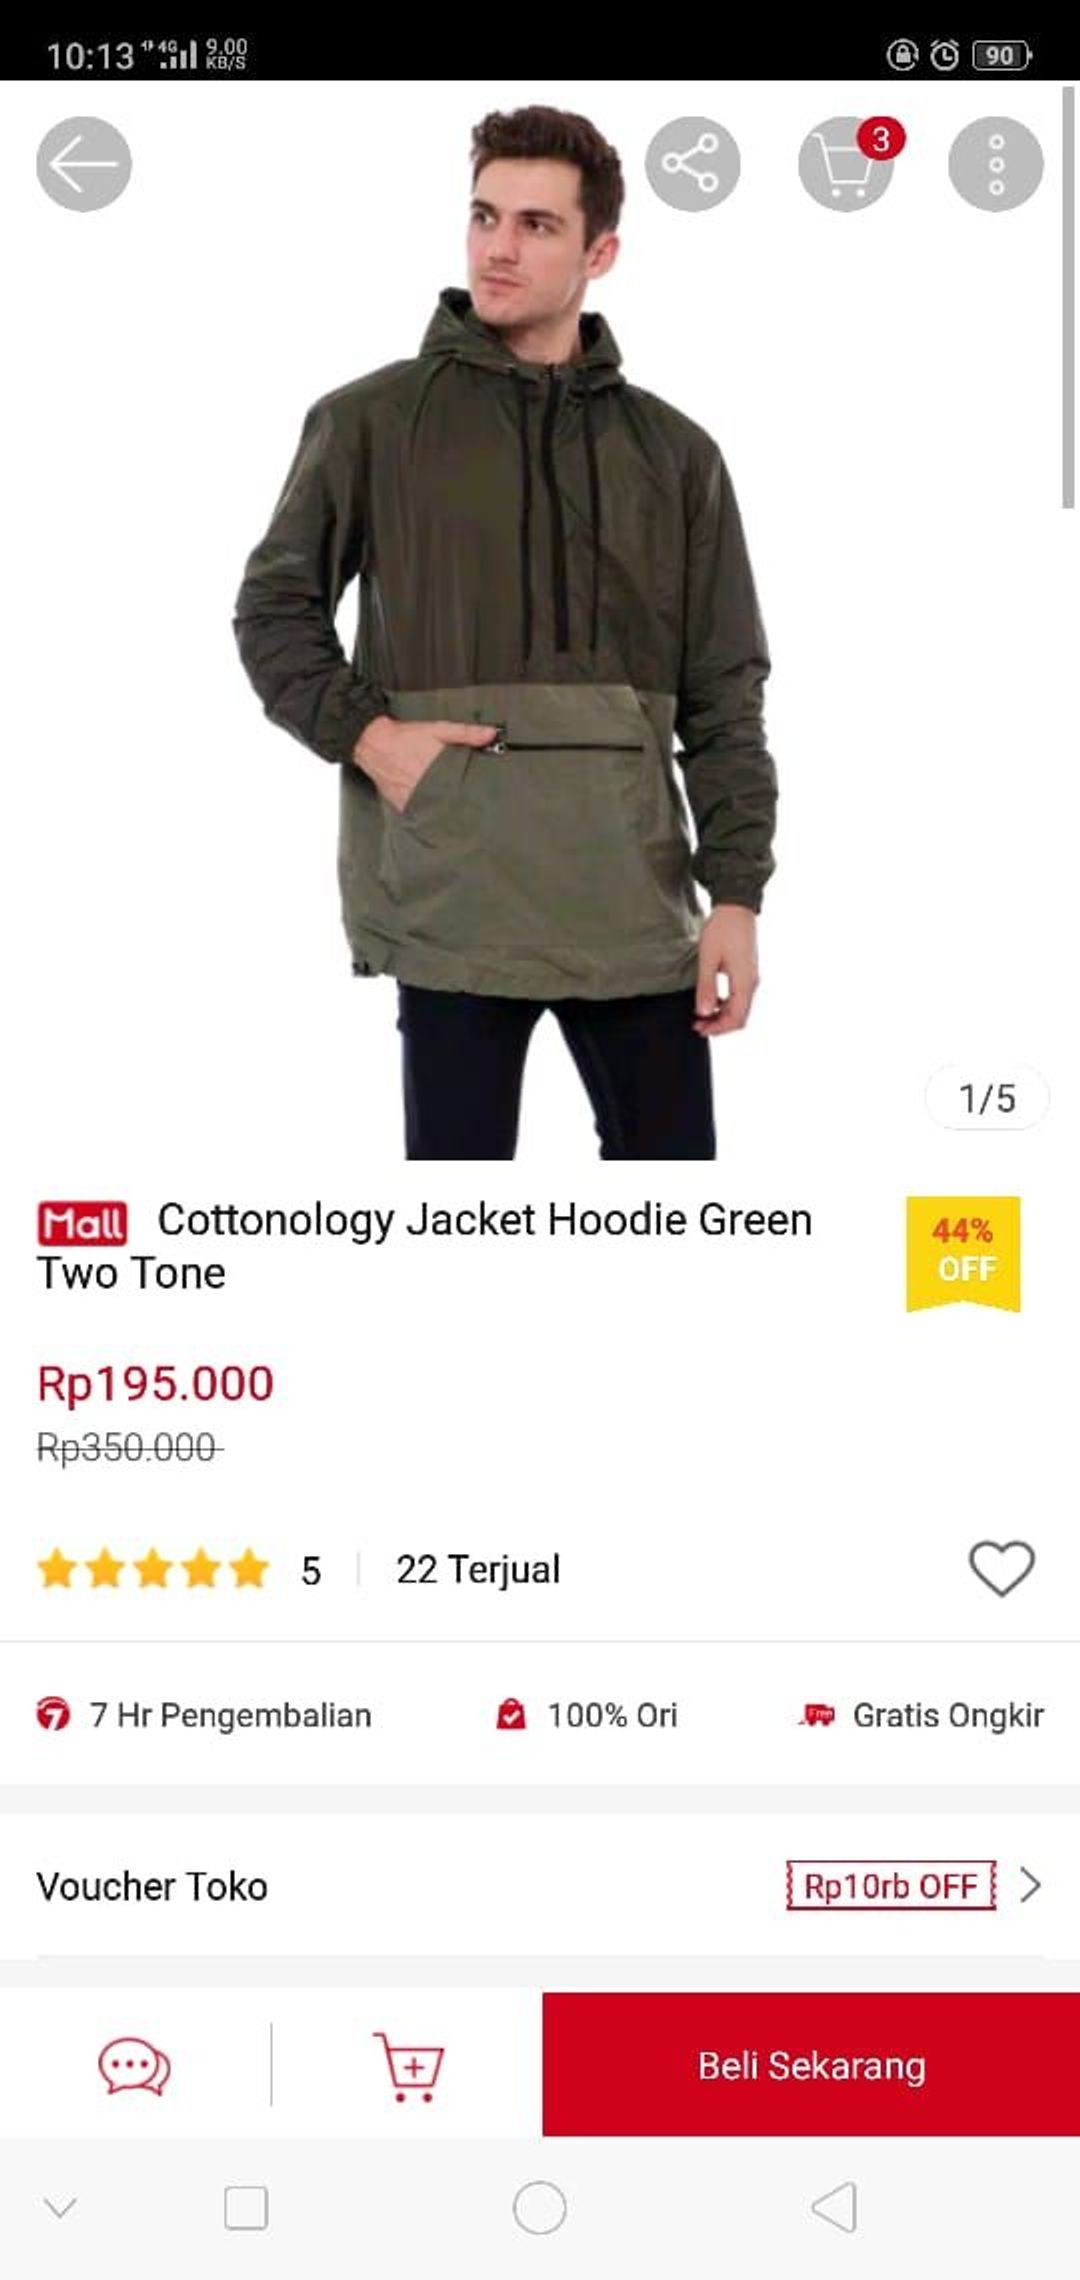 10:13 4G 9.00 KB/S 90
3
1/5
Mall Cottonology Jacket Hoodie Green
Two Tone
44%
OFF
Rp195.000
Rp350.000
5 22 Terjual
7 7 Hr Pengembalian 100% Ori Free Gratis Ongkir
Voucher Toko Rp10rb OFF
Beli Sekarang